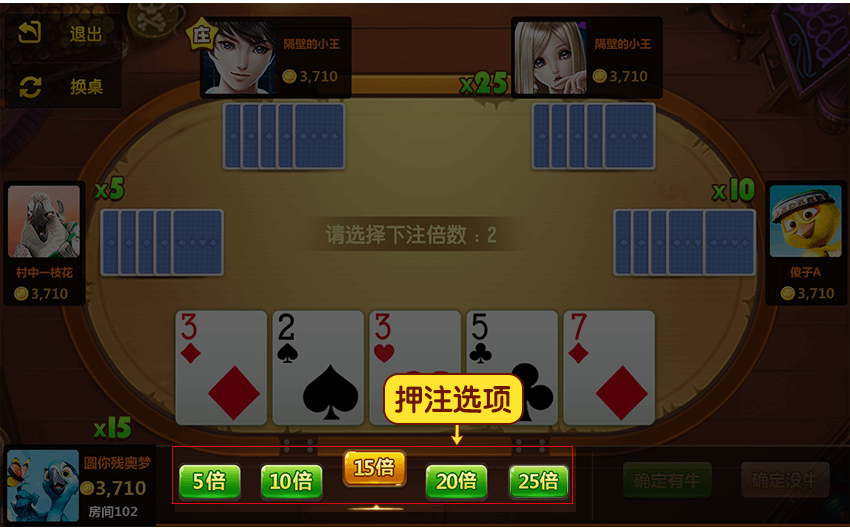 退出
换桌
庄
隔壁的小王
3,710
隔壁的小王
3,710
x25
x5
x10
村中一枝花
3,710
傻子A
3,710
请选择下注倍数：2
3
2
3
5
7
押注选项
x15
圆你残奥梦
3,710
房间102
5倍
10倍
15倍
20倍
25倍
确定有牛
确定没牛